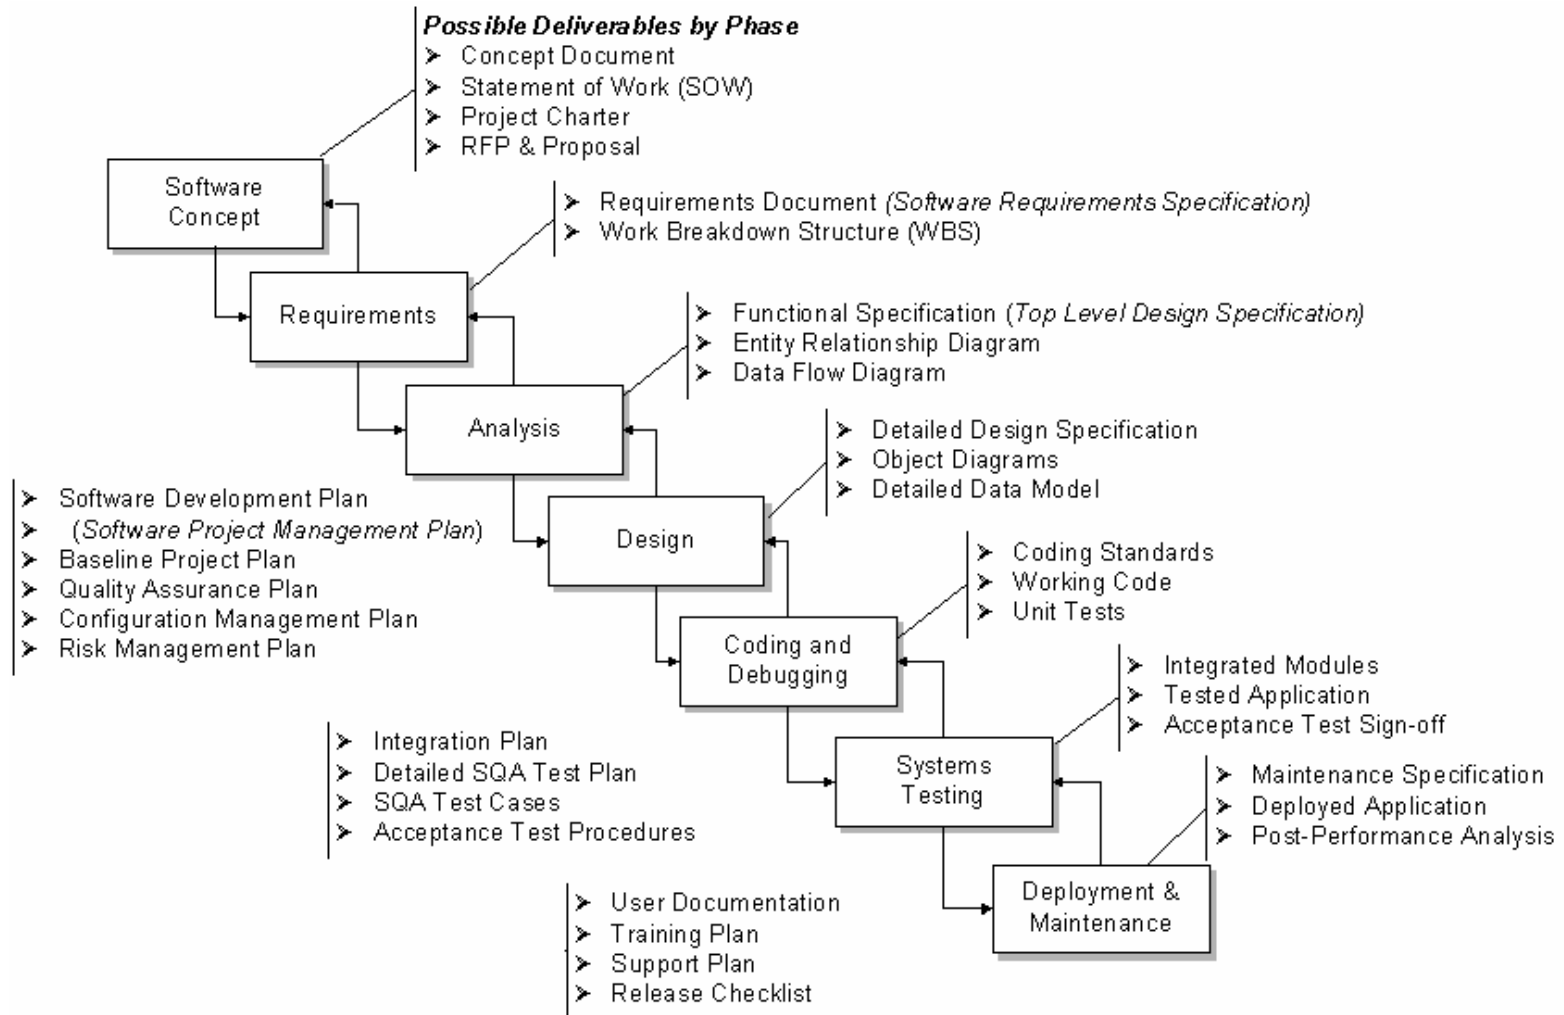 Possible Deliverables by Phase
➤ Concept Document
➤ Statement of Work (SOW)
➤ Project Charter
➤ RFP & Proposal
Software
Concept
➤ Requirements Document (Software Requirements Specification)
➤ Work Breakdown Structure (WBS)
Requirements
➤ Functional Specification (Top Level Design Specification)
➤ Entity Relationship Diagram
➤ Data Flow Diagram
Analysis
➤ Detailed Design Specification
➤ Object Diagrams
➤ Detailed Data Model
➤ Software Development Plan
➤ (Software Project Management Plan)
➤ Baseline Project Plan
➤ Quality Assurance Plan
➤ Configuration Management Plan
➤ Risk Management Plan
Design
➤ Coding Standards
➤ Working Code
➤ Unit Tests
Coding and
Debugging
➤ Integrated Modules
➤ Tested Application
➤ Acceptance Test Sign-off
➤ Integration Plan
➤ Detailed SQA Test Plan
➤ SQA Test Cases
➤ Acceptance Test Procedures
Systems
Testing
➤ Maintenance Specification
➤ Deployed Application
➤ Post-Performance Analysis
Deployment &
Maintenance
➤ User Documentation
➤ Training Plan
➤ Support Plan
➤ Release Checklist